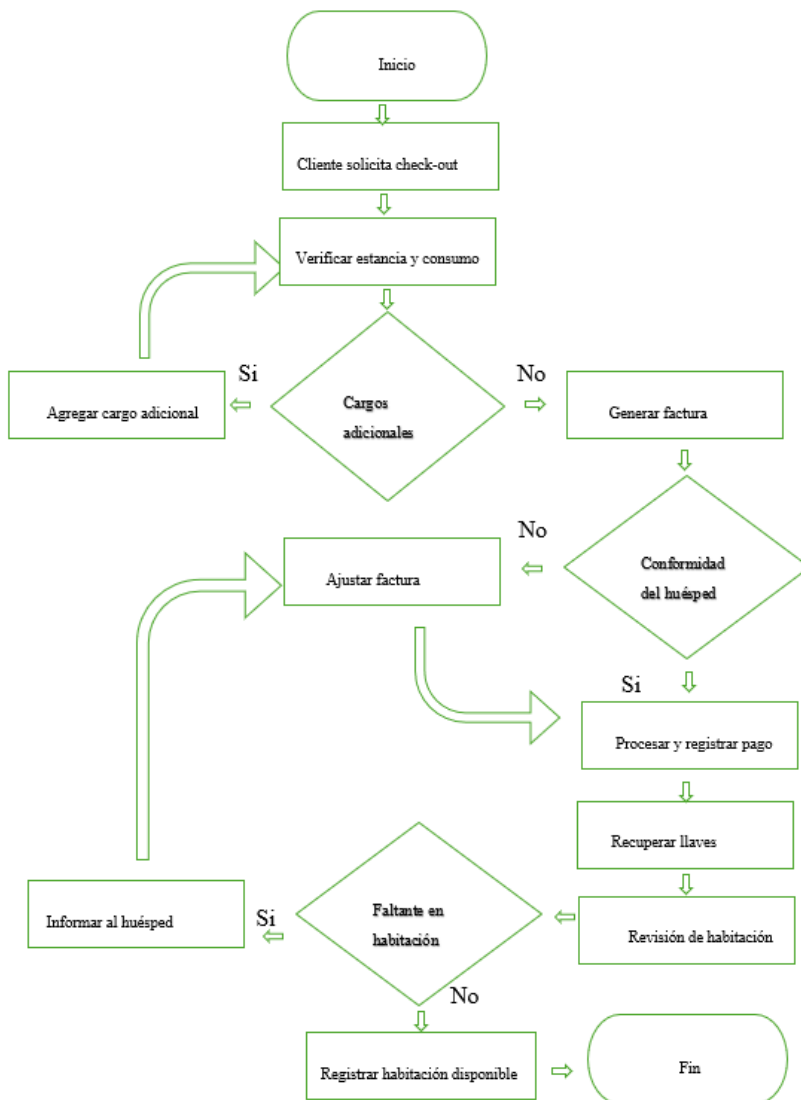 Inicio
Cliente solicita check-out
Verificar estancia y consumo
Si
No
Agregar cargo adicional
Cargos
adicionales
Generar factura
No
Ajustar factura
Conformidad
del huésped
Si
Procesar y registrar pago
Recuperar llaves
Informar al huésped
Si
Faltante en
habitación
Revisión de habitación
No
Registrar habitación disponible
Fin